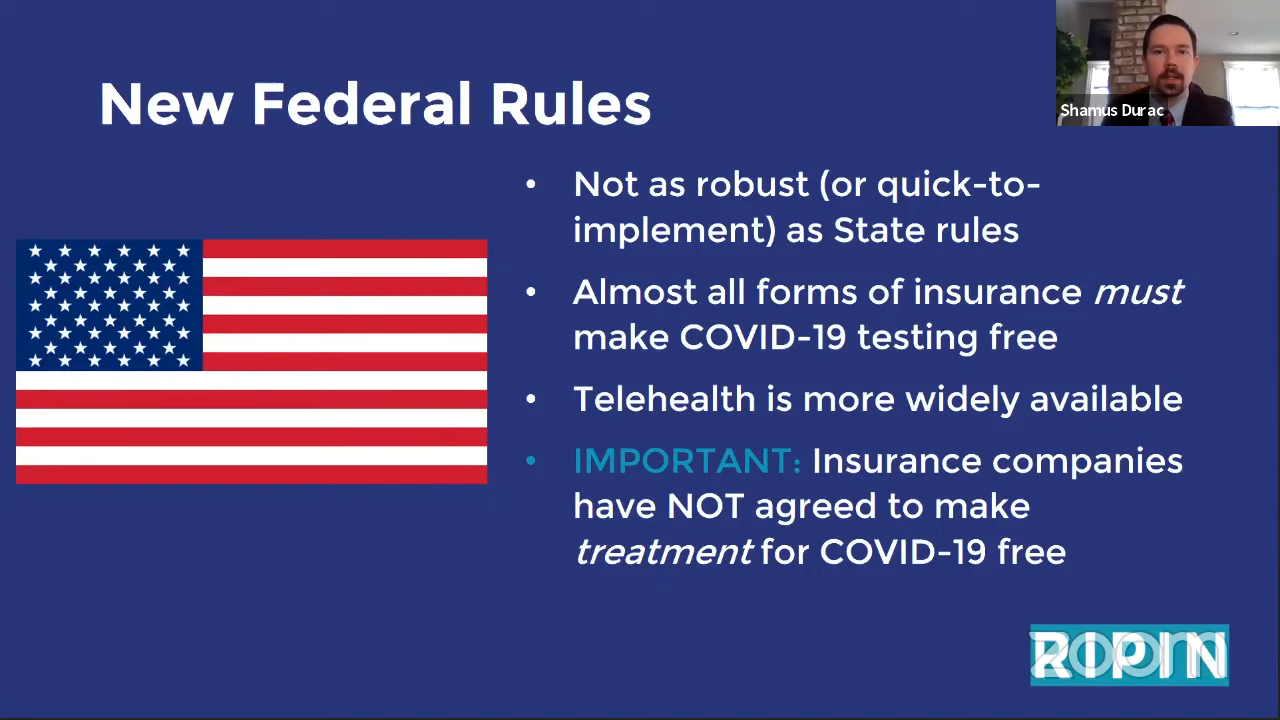 Shamus Durac
New Federal Rules
• Not as robust (or quick-to-
implement) as State rules
• Almost all forms of insurance must
make COVID-19 testing free
• Telehealth is more widely available
• IMPORTANT: Insurance companies
have NOT agreed to make
treatment for COVID-19 free
RIPIN
zoom